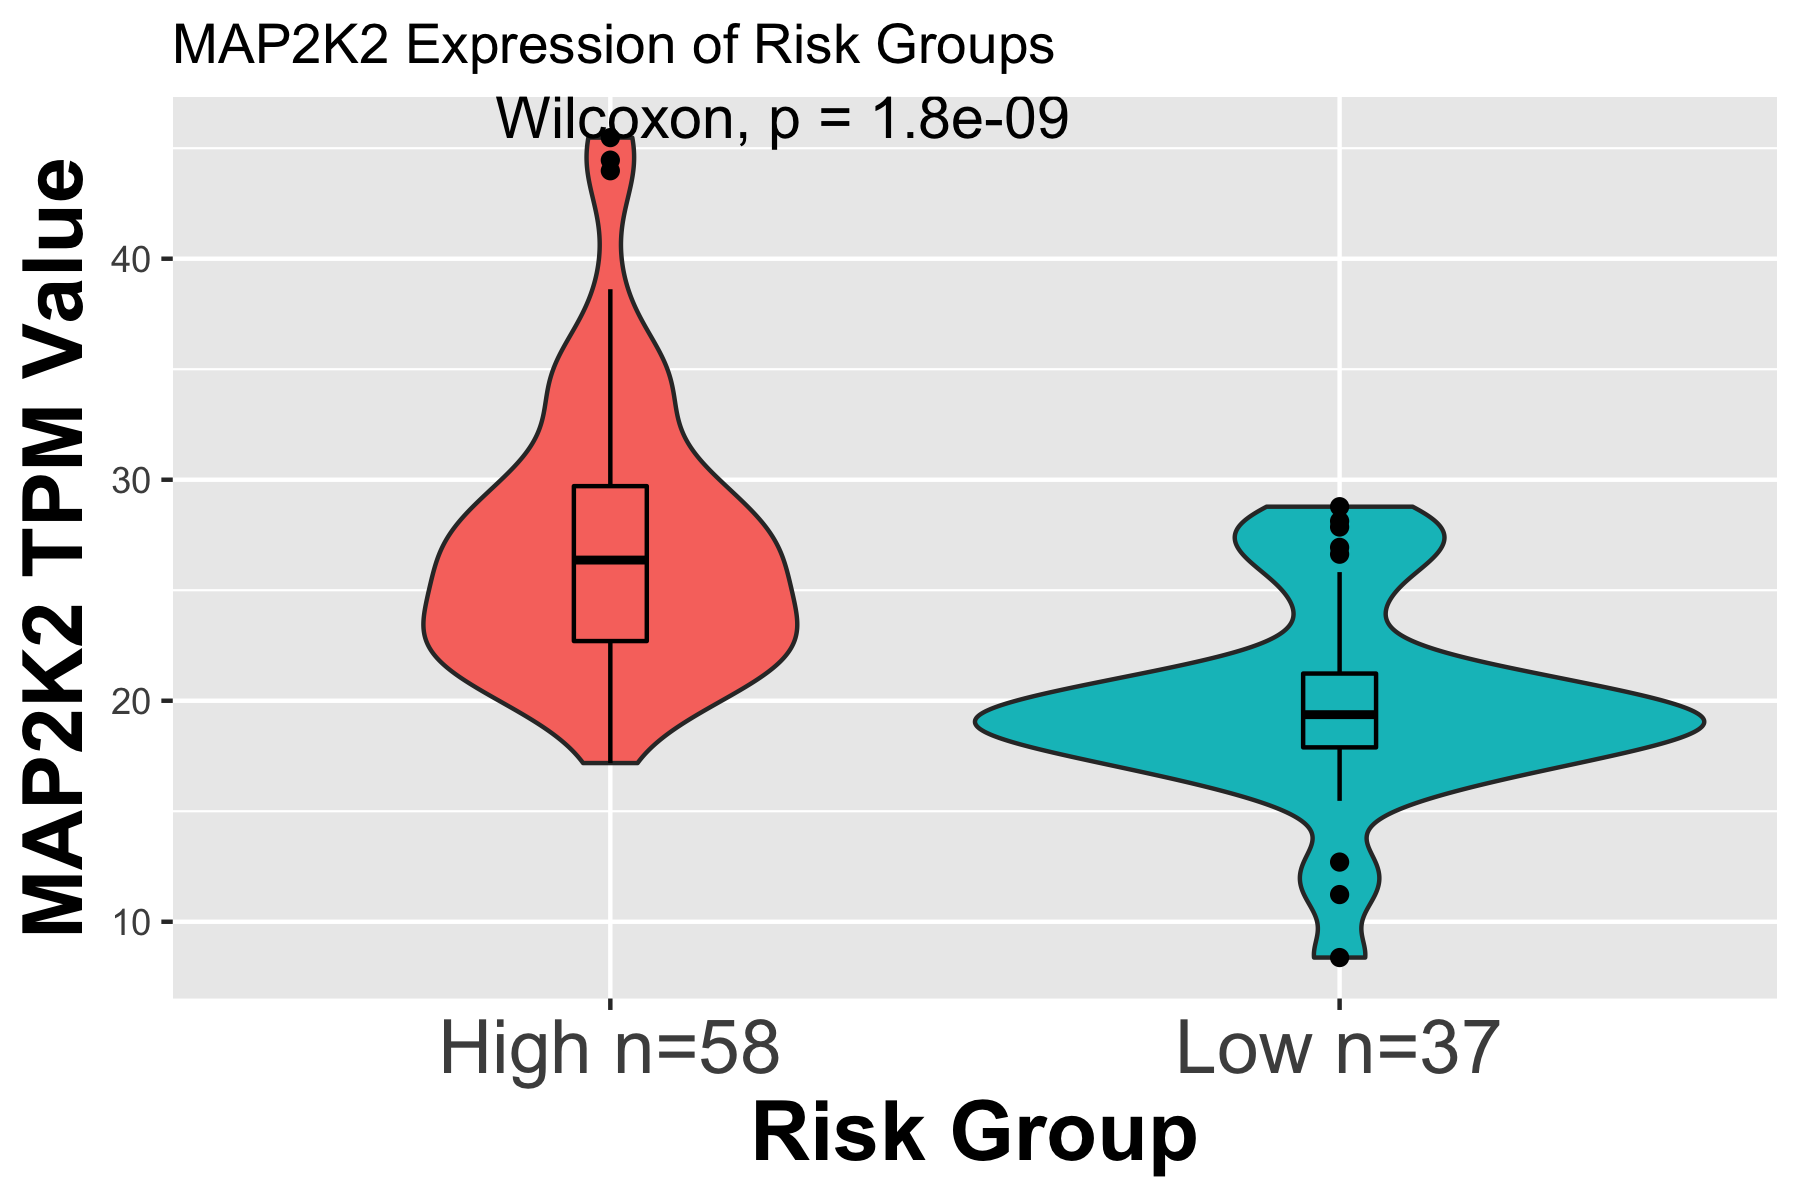 MAP2K2 Expression of Risk Groups
Wilcoxon, p = 1.8e-09
MAP2K2 TPM Value
40
30
20
10
High n=58
Low n=37
Risk Group